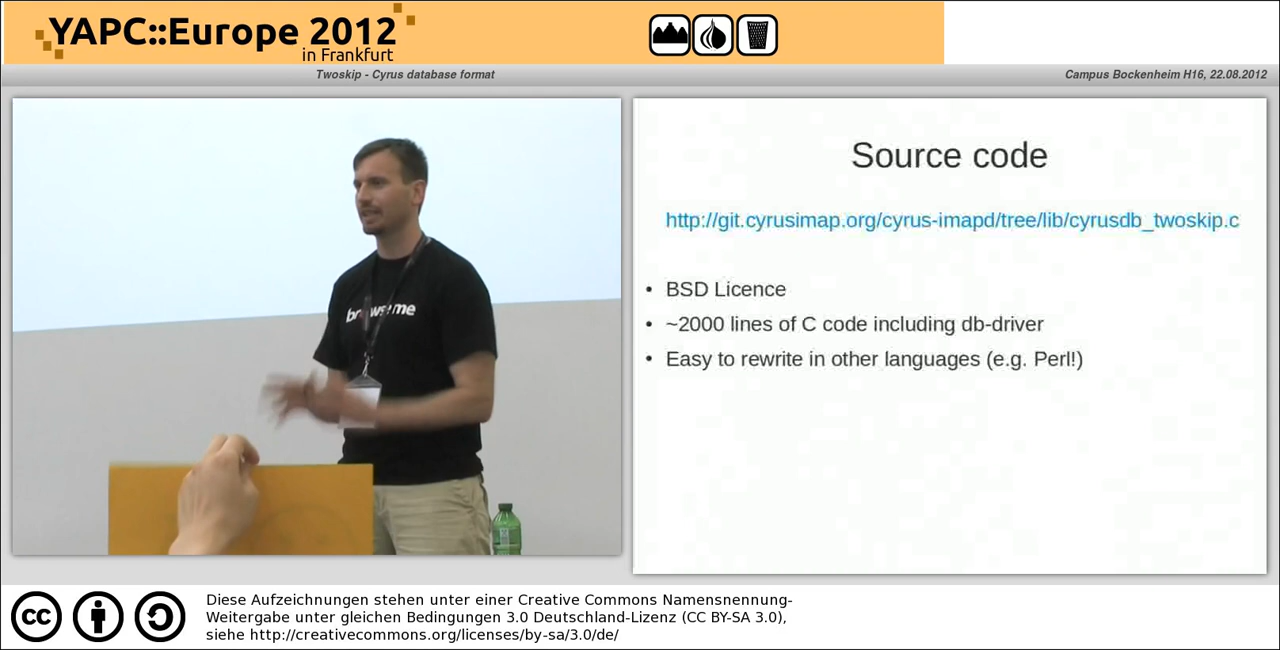 YAPC::Europe 2012
in Frankfurt
Twoskip - Cyrus database format
Campus Bockenheim H16, 22.08.2012
browse me
Source code
http://git.cyrusimap.org/cyrus-imapd/tree/lib/cyrusdb_twoskip.c
• BSD Licence
• ~2000 lines of C code including db-driver
• Easy to rewrite in other languages (e.g. Perl!)
cc
Diese Aufzeichnungen stehen unter einer Creative Commons Namensnennung-
Weitergabe unter gleichen Bedingungen 3.0 Deutschland-Lizenz (CC BY-SA 3.0),
siehe http://creativecommons.org/licenses/by-sa/3.0/de/